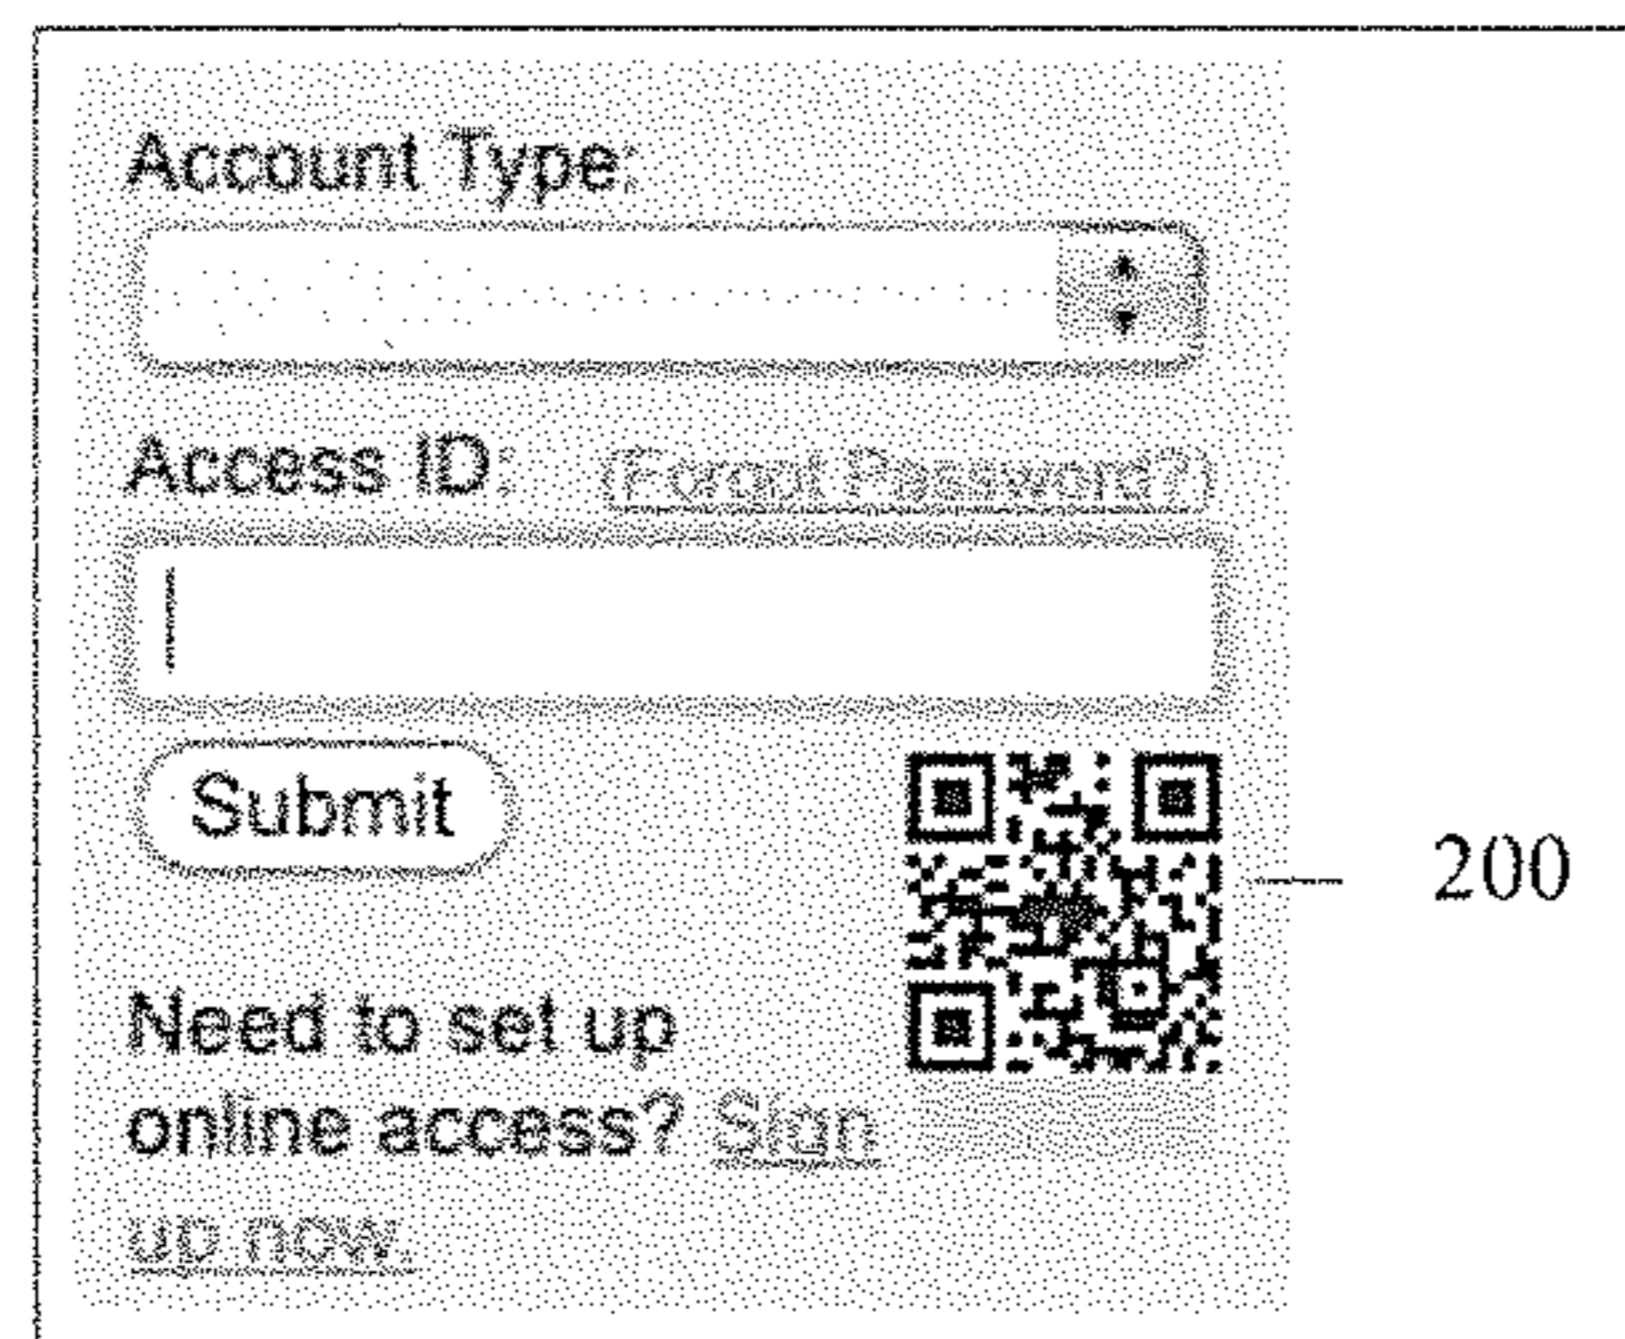 Account Type:
Access ID: (Forgot Password?)
Submit
200
Need to set up
online access? Sign
up now.